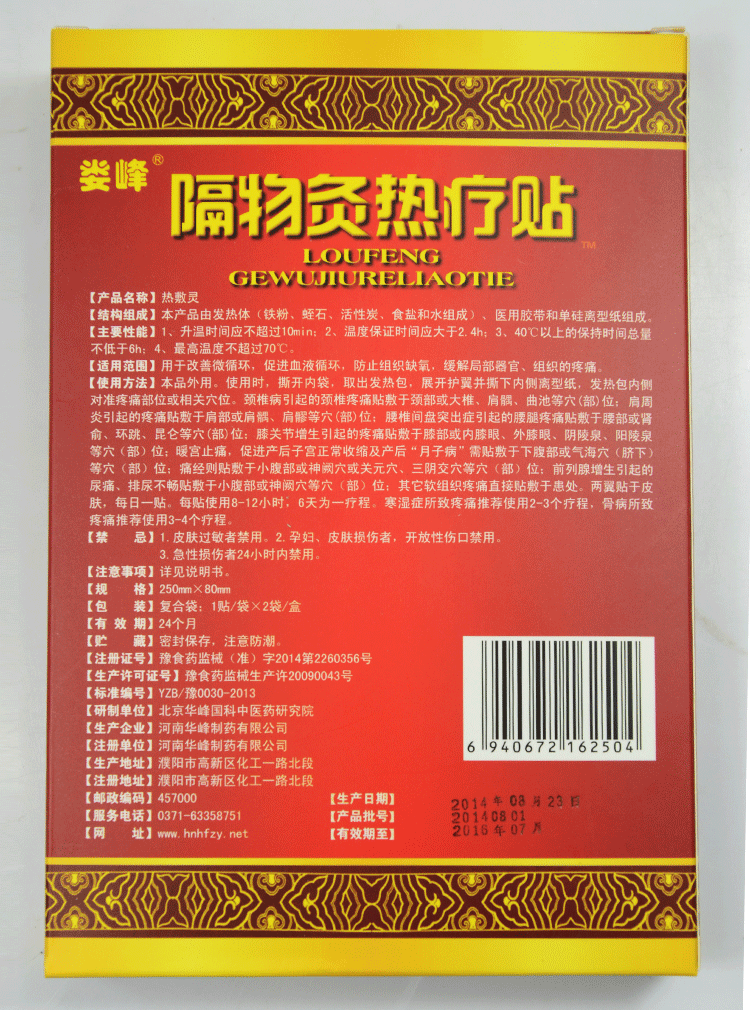 娄峰®
隔物灸热疗贴™
LOUFENG
GEWUJIURELIAOTIE
【产品名称】热敷灵
【结构组成】本产品由发热体（铁粉、蛭石、活性炭、食盐和水组成）、医用胶带和单硅离型纸组成。
【主要性能】1、升温时间应不超过10min；2、温度保证时间应大于2.4h；3、40℃以上的保持时间总量
不低于6h；4、最高温度不超过70℃。
【适用范围】用于改善微循环，促进血液循环，防止组织缺氧，缓解局部器官、组织的疼痛。
【使用方法】本品外用。使用时，撕开内袋，取出发热包，展开护翼并撕下内侧离型纸，发热包内侧
对准疼痛部位或相关穴位。颈椎病引起的颈椎疼痛贴敷于颈部或大椎、肩髃、曲池等穴（部）位；肩周
炎引起的疼痛贴敷于肩部或肩髃、肩髎等穴（部）位；腰椎间盘突出症引起的腰腿疼痛贴敷于腰部或肾
俞、环跳、昆仑等穴（部）位；膝关节增生引起的疼痛贴敷于膝部或内膝眼、外膝眼、阴陵泉、阳陵泉
等穴（部）位；暖宫止痛，促进产后子宫正常收缩及产后“月子病”需贴敷于下腹部或气海穴（脐下）
等穴（部）位；痛经则贴敷于小腹部或神阙穴或关元穴、三阴交穴等穴（部）位；前列腺增生引起的
尿痛、排尿不畅贴敷于小腹部或神阙穴等穴（部）位；其它软组织疼痛直接贴敷于患处。两翼贴于皮
肤，每日一贴。每贴使用8-12小时，6天为一疗程。寒湿症所致疼痛推荐使用2-3个疗程，骨病所致
疼痛推荐使用3-4个疗程。
【禁 忌】1.皮肤过敏者禁用。2.孕妇、皮肤损伤者，开放性伤口禁用。
3.急性损伤者24小时内禁用。
【注意事项】详见说明书。
【规 格】250mm×80mm
【包 装】复合袋；1贴/袋×2袋/盒
【有 效 期】24个月
【贮 藏】密封保存，注意防潮。
【注册证号】豫食药监械（准）字2014第2260356号
【生产许可证号】豫食药监械生产许20090043号
【标准编号】YZB/豫0030-2013
【研制单位】北京华峰国科中医药研究院
【生产企业】河南华峰制药有限公司
【注册单位】河南华峰制药有限公司
【生产地址】濮阳市高新区化工一路北段
【注册地址】濮阳市高新区化工一路北段
【邮政编码】457000
【服务电话】0371-63358751
【网 址】www.hnhfzy.net
【生产日期】2014年08月23日
【产品批号】20140801
【有效期至】2016年07月
6 940672 162504